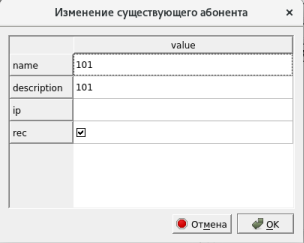 Изменение существующего абонента ×
value
name 101
description 101
ip
rec
Отмена OK